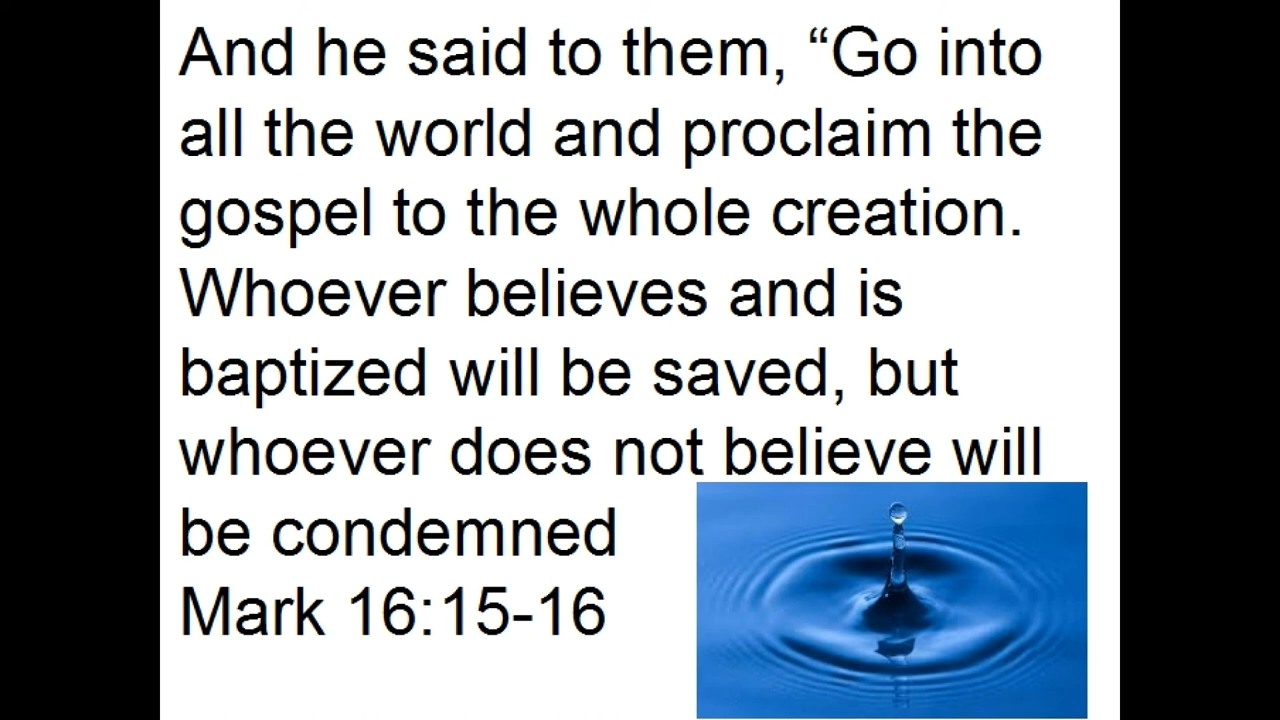 And he said to them, “Go into
all the world and proclaim the
gospel to the whole creation.
Whoever believes and is
baptized will be saved, but
whoever does not believe will
be condemned
Mark 16:15-16